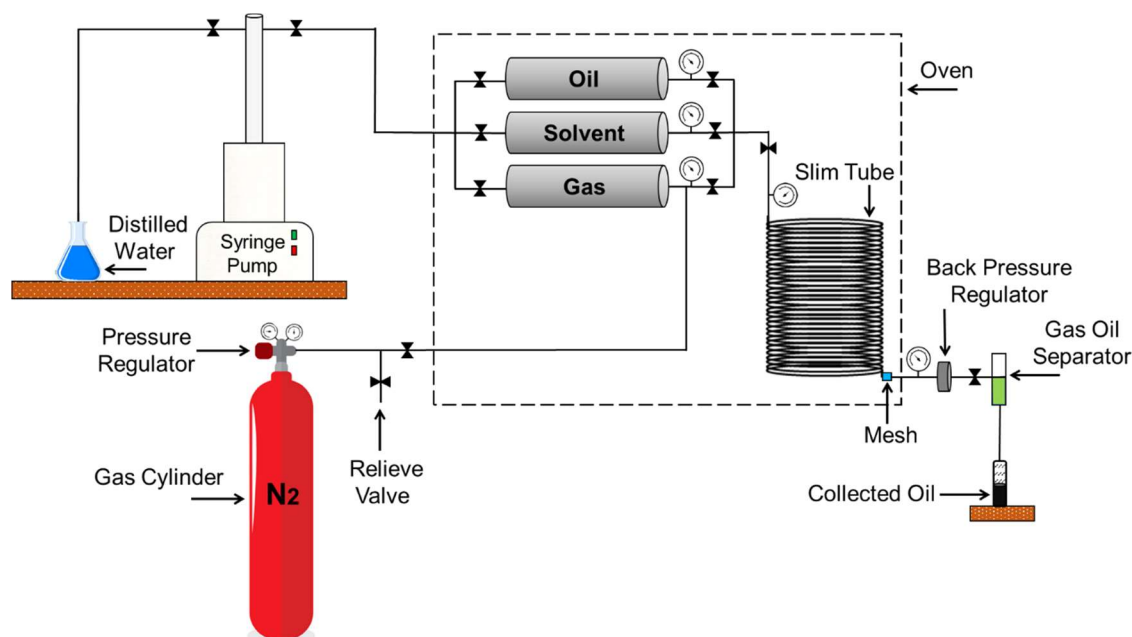 Oil
Solvent
Gas
Oven
Slim Tube
Distilled
Water
Syringe
Pump
Back Pressure
Regulator
Pressure
Regulator
Gas Oil
Separator
Mesh
Relieve
Valve
Gas Cylinder
N2
Collected Oil